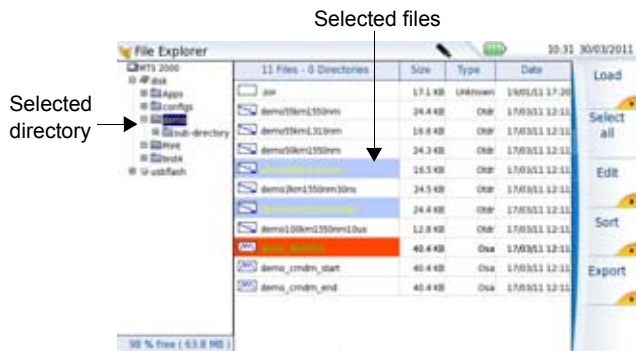 Selected files
File Explorer
10:31 30/03/2011
Selected directory
MTS 2000
disk
Apps
configs
demo
sub-directory
Print
test4
usbflash
98 % free ( 63.8 MB )
11 Files - 0 Directories Size Type Date
.sor 17.1 KB Unknown 19/01/11 17:26
demo55km1550nm 24.4 KB Otdr 17/03/11 12:11
demo55km1310nm 16.6 KB Otdr 17/03/11 12:11
demo50km1550nm 24.3 KB Otdr 17/03/11 12:11
16.5 KB Otdr 17/03/11 12:11
demo2km1550nm30ns 24.5 KB Otdr 17/03/11 12:11
24.4 KB Otdr 17/03/11 12:11
demo100km1550nm10us 12.8 KB Otdr 17/03/11 12:11
40.4 KB Osa 17/03/11 12:11
demo_cmdm_start 40.4 KB Osa 17/03/11 12:11
demo_cmdm_end 40.4 KB Osa 17/03/11 12:11
Load
Select all
Edit
Sort
Export